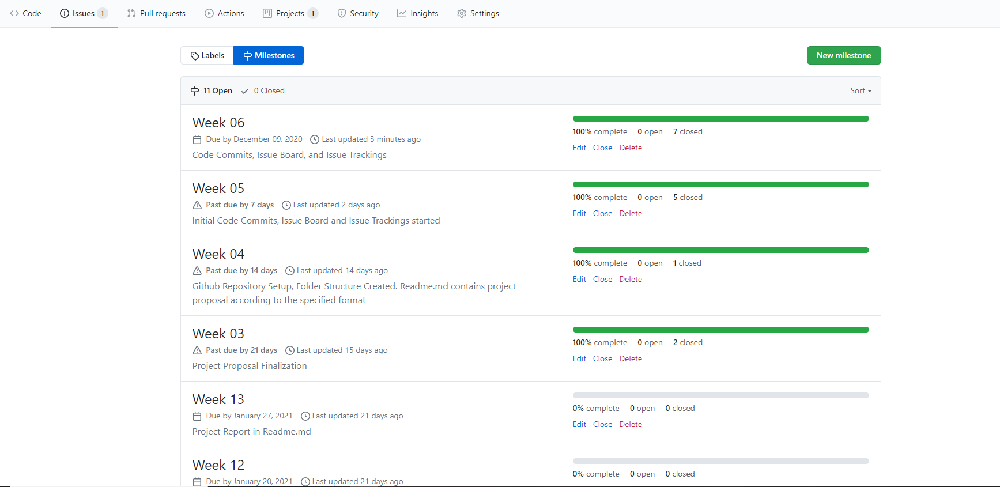 Code Issues 1 Pull requests Actions Projects 1 Security Insights Settings
Labels Milestones New milestone
11 Open 0 Closed Sort
Week 06
100% complete 0 open 7 closed
Due by December 09, 2020 Last updated 3 minutes ago
Edit Close Delete
Code Commits, Issue Board, and Issue Trackings
Week 05
100% complete 0 open 5 closed
Past due by 7 days Last updated 2 days ago
Edit Close Delete
Initial Code Commits, Issue Board and Issue Trackings started
Week 04
100% complete 0 open 1 closed
Past due by 14 days Last updated 14 days ago
Edit Close Delete
Github Repository Setup, Folder Structure Created. Readme.md contains project
proposal according to the specified format
Week 03
100% complete 0 open 2 closed
Past due by 21 days Last updated 15 days ago
Edit Close Delete
Project Proposal Finalization
Week 13
0% complete 0 open 0 closed
Due by January 27, 2021 Last updated 21 days ago
Edit Close Delete
Project Report in Readme.md
Week 12
0% complete 0 open 0 closed
Due by January 20, 2021 Last updated 21 days ago